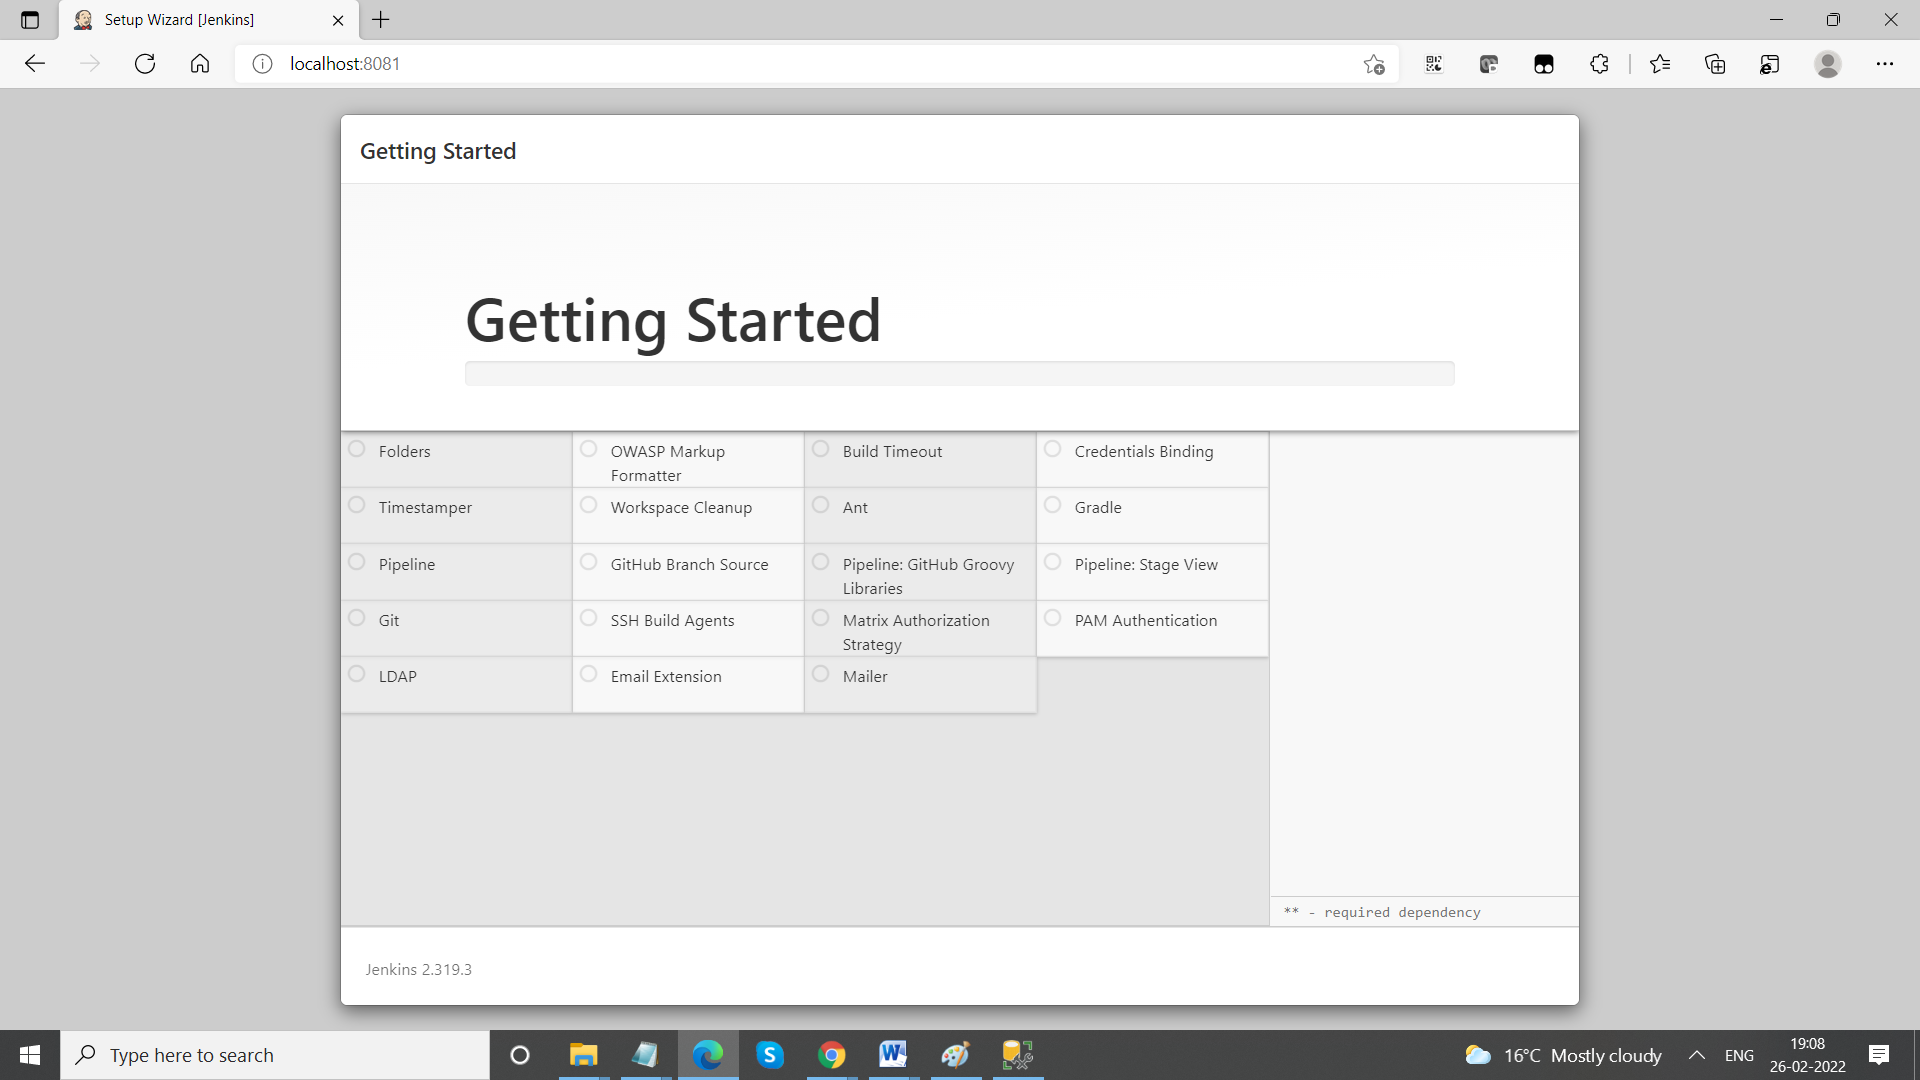 Setup Wizard [Jenkins]
localhost:8081
Getting Started
Getting Started
Folders
OWASP Markup
Formatter
Build Timeout
Credentials Binding
Timestamper
Workspace Cleanup
Ant
Gradle
Pipeline
GitHub Branch Source
Pipeline: GitHub Groovy
Libraries
Pipeline: Stage View
Git
SSH Build Agents
Matrix Authorization
Strategy
PAM Authentication
LDAP
Email Extension
Mailer
** - required dependency
Jenkins 2.319.3
Type here to search
16°C Mostly cloudy
ENG
19:08
26-02-2022